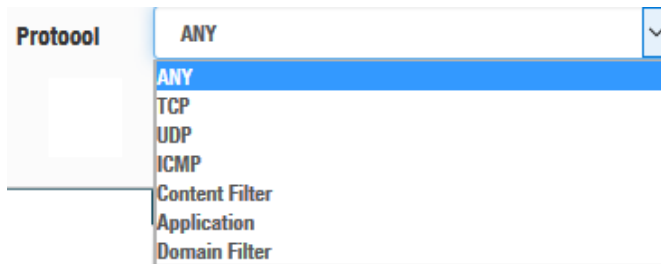 Protoool ANY
ANY
TCP
UDP
ICMP
Content Filter
Application
Domain Filter